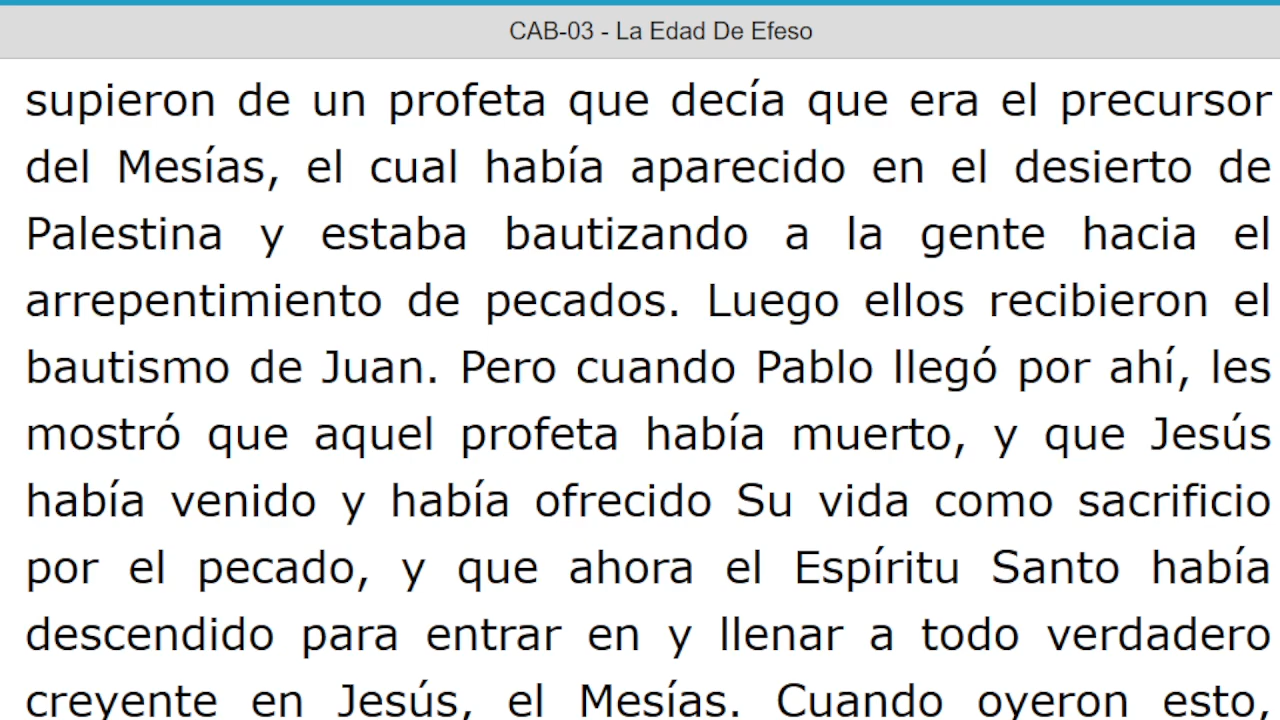 CAB-03 - La Edad De Efeso
supieron de un profeta que decía que era el precursor
del Mesías, el cual había aparecido en el desierto de
Palestina y estaba bautizando a la gente hacia el
arrepentimiento de pecados. Luego ellos recibieron el
bautismo de Juan. Pero cuando Pablo llegó por ahí, les
mostró que aquel profeta había muerto, y que Jesús
había venido y había ofrecido Su vida como sacrificio
por el pecado, y que ahora el Espíritu Santo había
descendido para entrar en y llenar a todo verdadero
creyente en Jesús, el Mesías. Cuando oyeron esto,